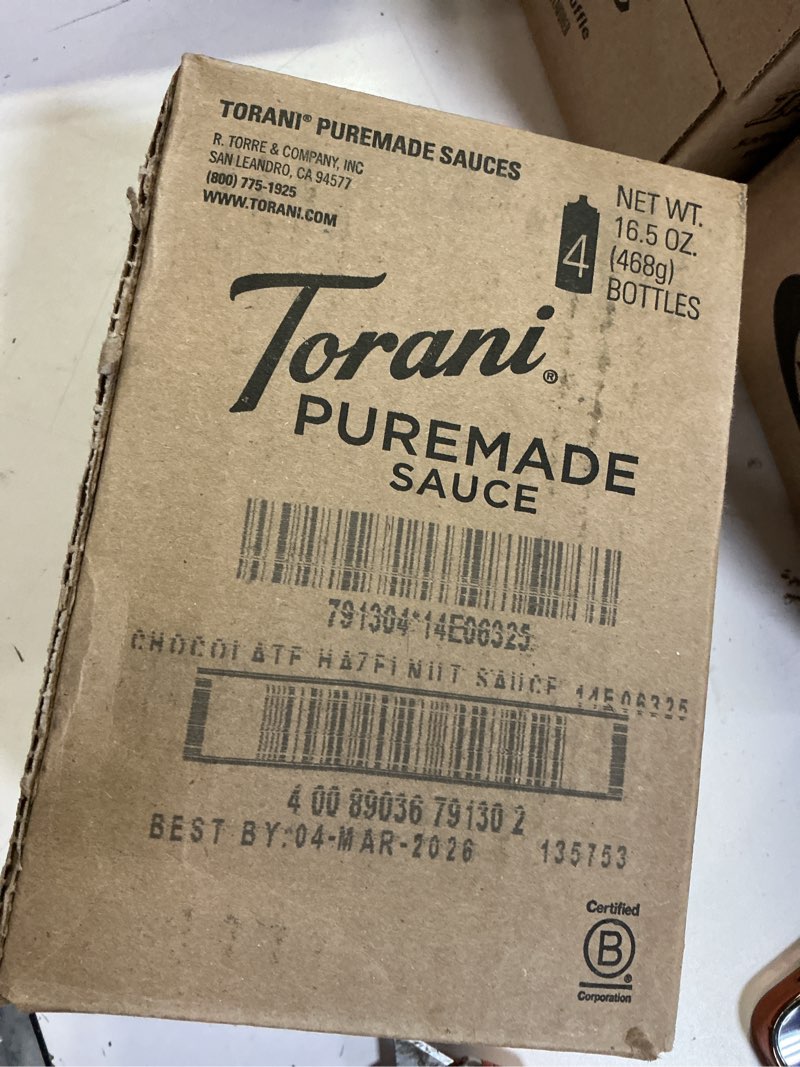 TORANI® PUREMADE SAUCES
R. TORRE & COMPANY, INC
SAN LEANDRO, CA 94577
(800) 775-1925
WWW.TORANI.COM
4
NET WT.
16.5 OZ.
(468g)
BOTTLES
Torani®
PUREMADE
SAUCE
791304*14E06325
CHOCOLATE HAZELNUT SAUCE 14E06325
4 00 89036 79130 2
BEST BY:04-MAR-2026 135753
Certified
B
®
Corporation